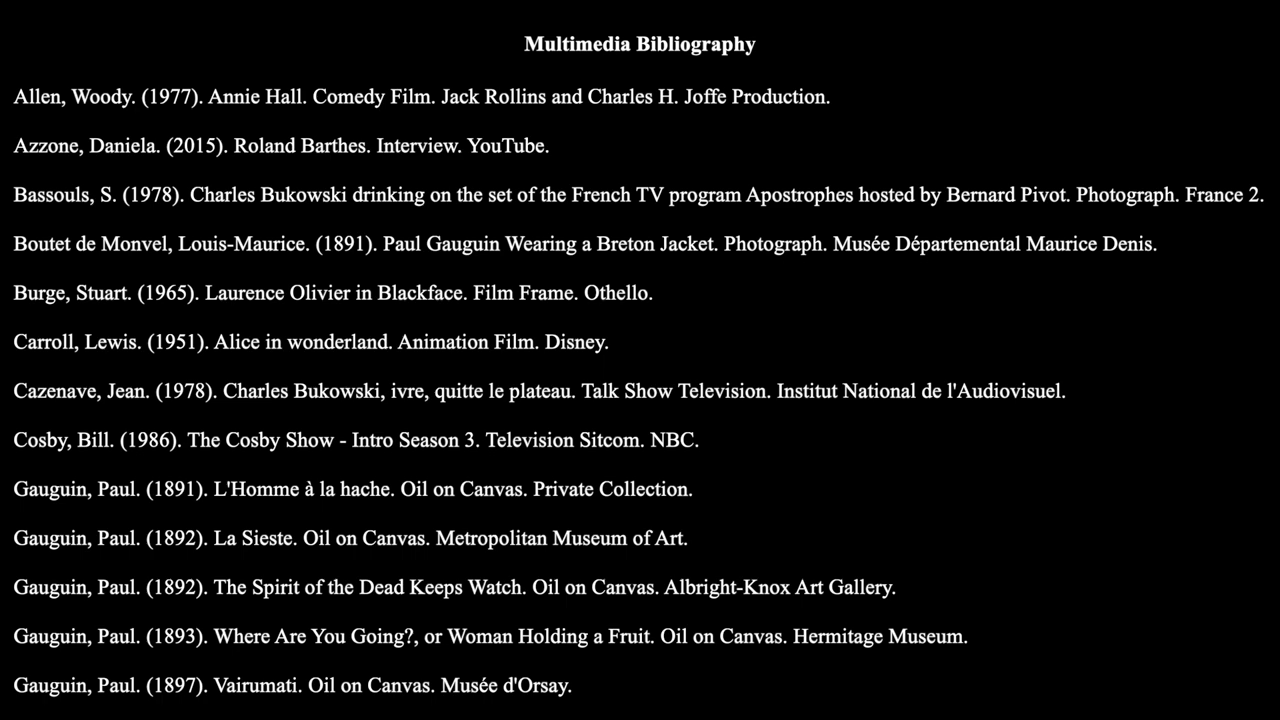 Multimedia Bibliography
Allen, Woody. (1977). Annie Hall. Comedy Film. Jack Rollins and Charles H. Joffe Production.
Azzone, Daniela. (2015). Roland Barthes. Interview. YouTube.
Bassouls, S. (1978). Charles Bukowski drinking on the set of the French TV program Apostrophes hosted by Bernard Pivot. Photograph. France 2.
Boutet de Monvel, Louis-Maurice. (1891). Paul Gauguin Wearing a Breton Jacket. Photograph. Musée Départemental Maurice Denis.
Burge, Stuart. (1965). Laurence Olivier in Blackface. Film Frame. Othello.
Carroll, Lewis. (1951). Alice in wonderland. Animation Film. Disney.
Cazenave, Jean. (1978). Charles Bukowski, ivre, quitte le plateau. Talk Show Television. Institut National de l'Audiovisuel.
Cosby, Bill. (1986). The Cosby Show - Intro Season 3. Television Sitcom. NBC.
Gauguin, Paul. (1891). L'Homme à la hache. Oil on Canvas. Private Collection.
Gauguin, Paul. (1892). La Sieste. Oil on Canvas. Metropolitan Museum of Art.
Gauguin, Paul. (1892). The Spirit of the Dead Keeps Watch. Oil on Canvas. Albright-Knox Art Gallery.
Gauguin, Paul. (1893). Where Are You Going?, or Woman Holding a Fruit. Oil on Canvas. Hermitage Museum.
Gauguin, Paul. (1897). Vairumati. Oil on Canvas. Musée d'Orsay.